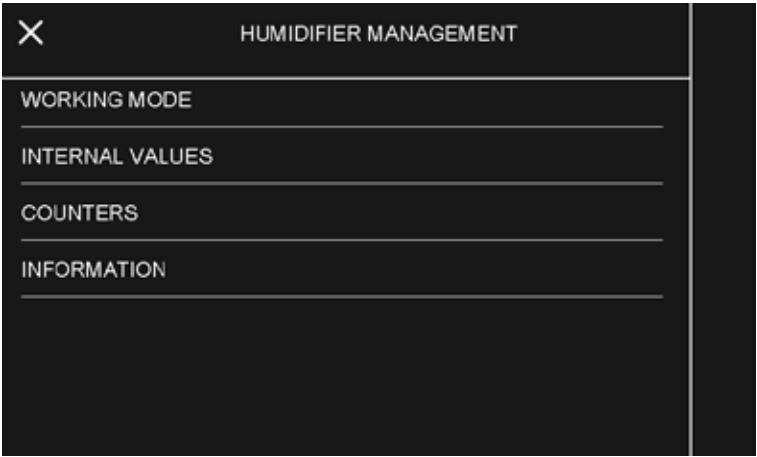 HUMIDIFIER MANAGEMENT
WORKING MODE
INTERNAL VALUES
COUNTERS
INFORMATION